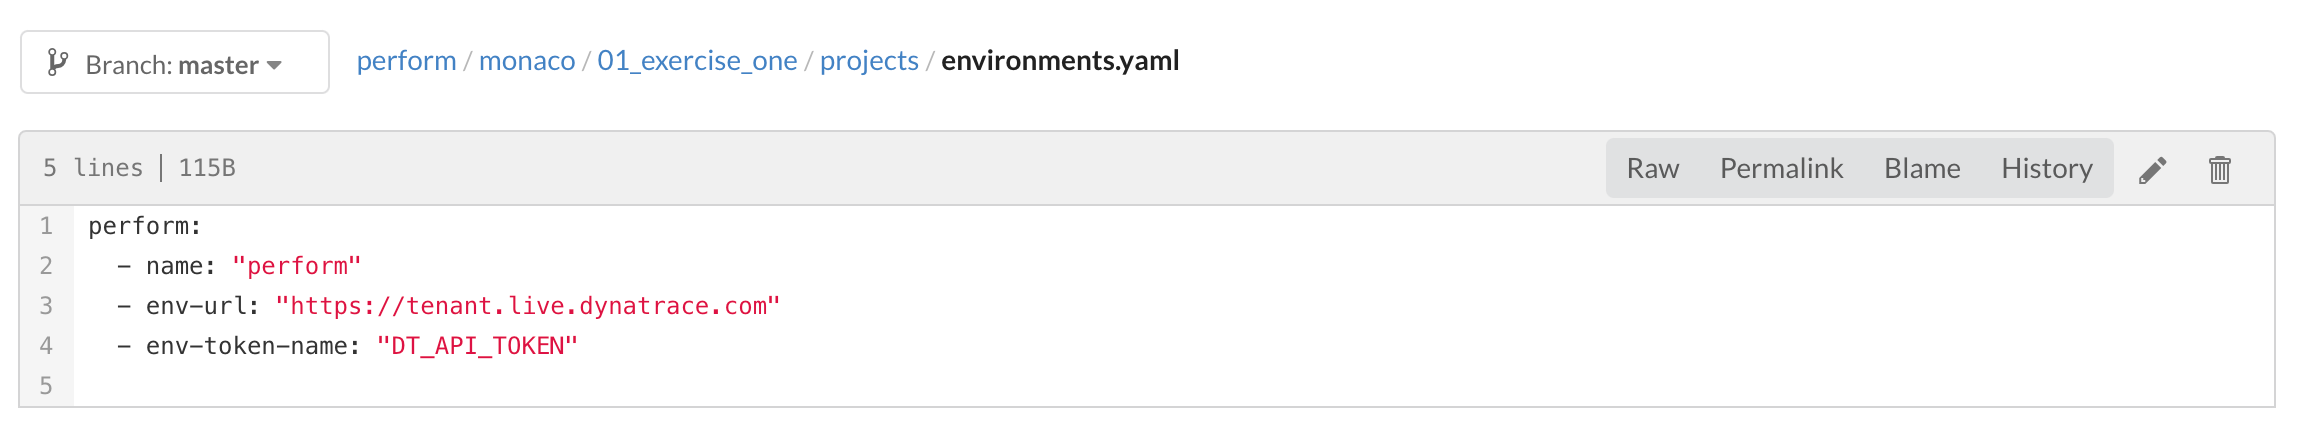 Branch: master perform / monaco / 01_exercise_one / projects / environments.yaml
5 lines | 115B Raw Permalink Blame History
1 perform:
2   - name: "perform"
3   - env-url: "https://tenant.live.dynatrace.com"
4   - env-token-name: "DT_API_TOKEN"
5